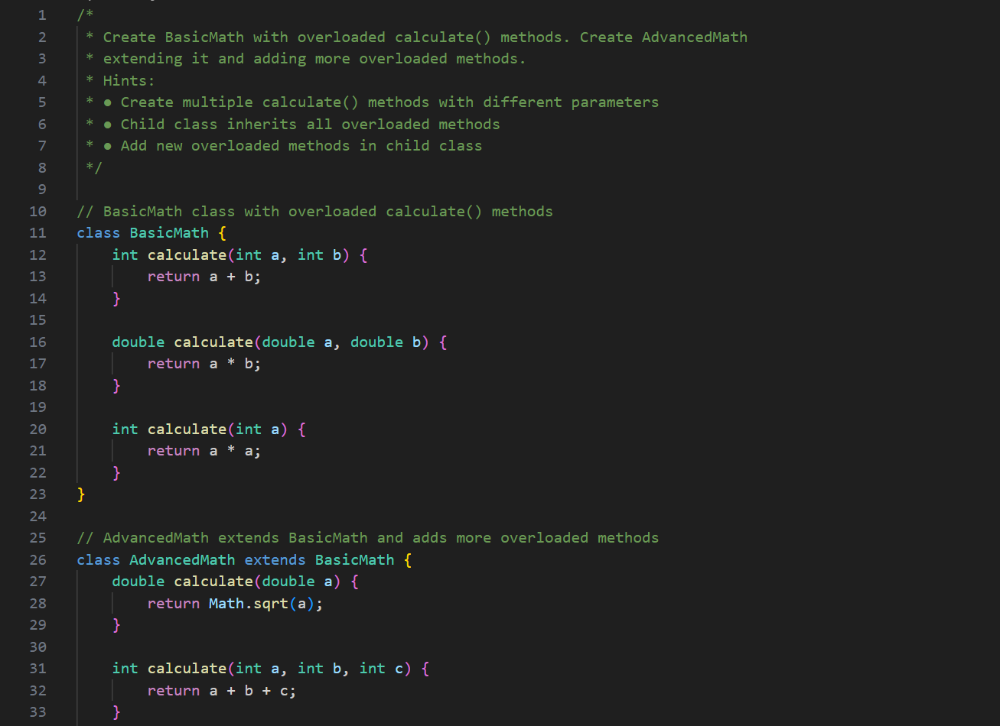 1 /*
2 * Create BasicMath with overloaded calculate() methods. Create AdvancedMath
3 * extending it and adding more overloaded methods.
4 * Hints:
5 * ● Create multiple calculate() methods with different parameters
6 * ● Child class inherits all overloaded methods
7 * ● Add new overloaded methods in child class
8 */
9
10 // BasicMath class with overloaded calculate() methods
11 class BasicMath {
12 int calculate(int a, int b) {
13 return a + b;
14 }
15
16 double calculate(double a, double b) {
17 return a * b;
18 }
19
20 int calculate(int a) {
21 return a * a;
22 }
23 }
24
25 // AdvancedMath extends BasicMath and adds more overloaded methods
26 class AdvancedMath extends BasicMath {
27 double calculate(double a) {
28 return Math.sqrt(a);
29 }
30
31 int calculate(int a, int b, int c) {
32 return a + b + c;
33 }